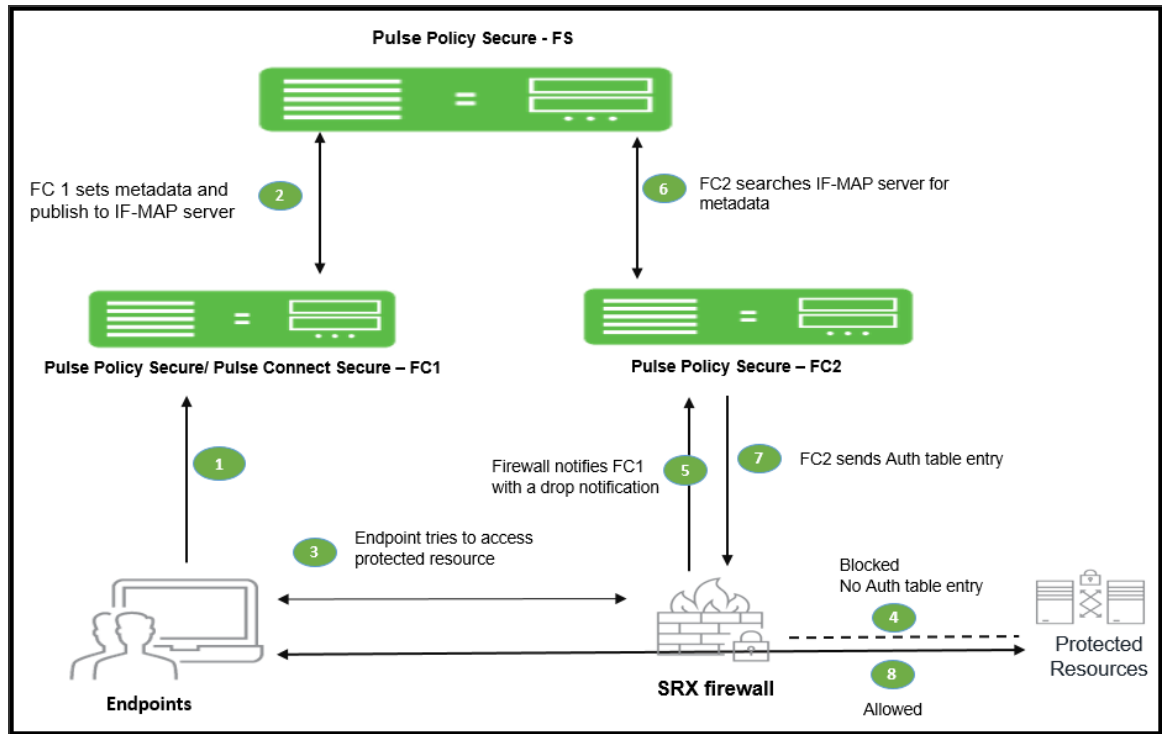 Pulse Policy Secure - FS
FC 1 sets metadata and
publish to IF-MAP server
2
6
FC2 searches IF-MAP server for
metadata
Pulse Policy Secure/ Pulse Connect Secure – FC1
Pulse Policy Secure – FC2
1
Firewall notifies FC1
with a drop notification
5
7
FC2 sends Auth table entry
3
Endpoint tries to access
protected resource
Blocked
No Auth table entry
4
Protected
Resources
Endpoints
SRX firewall
8
Allowed